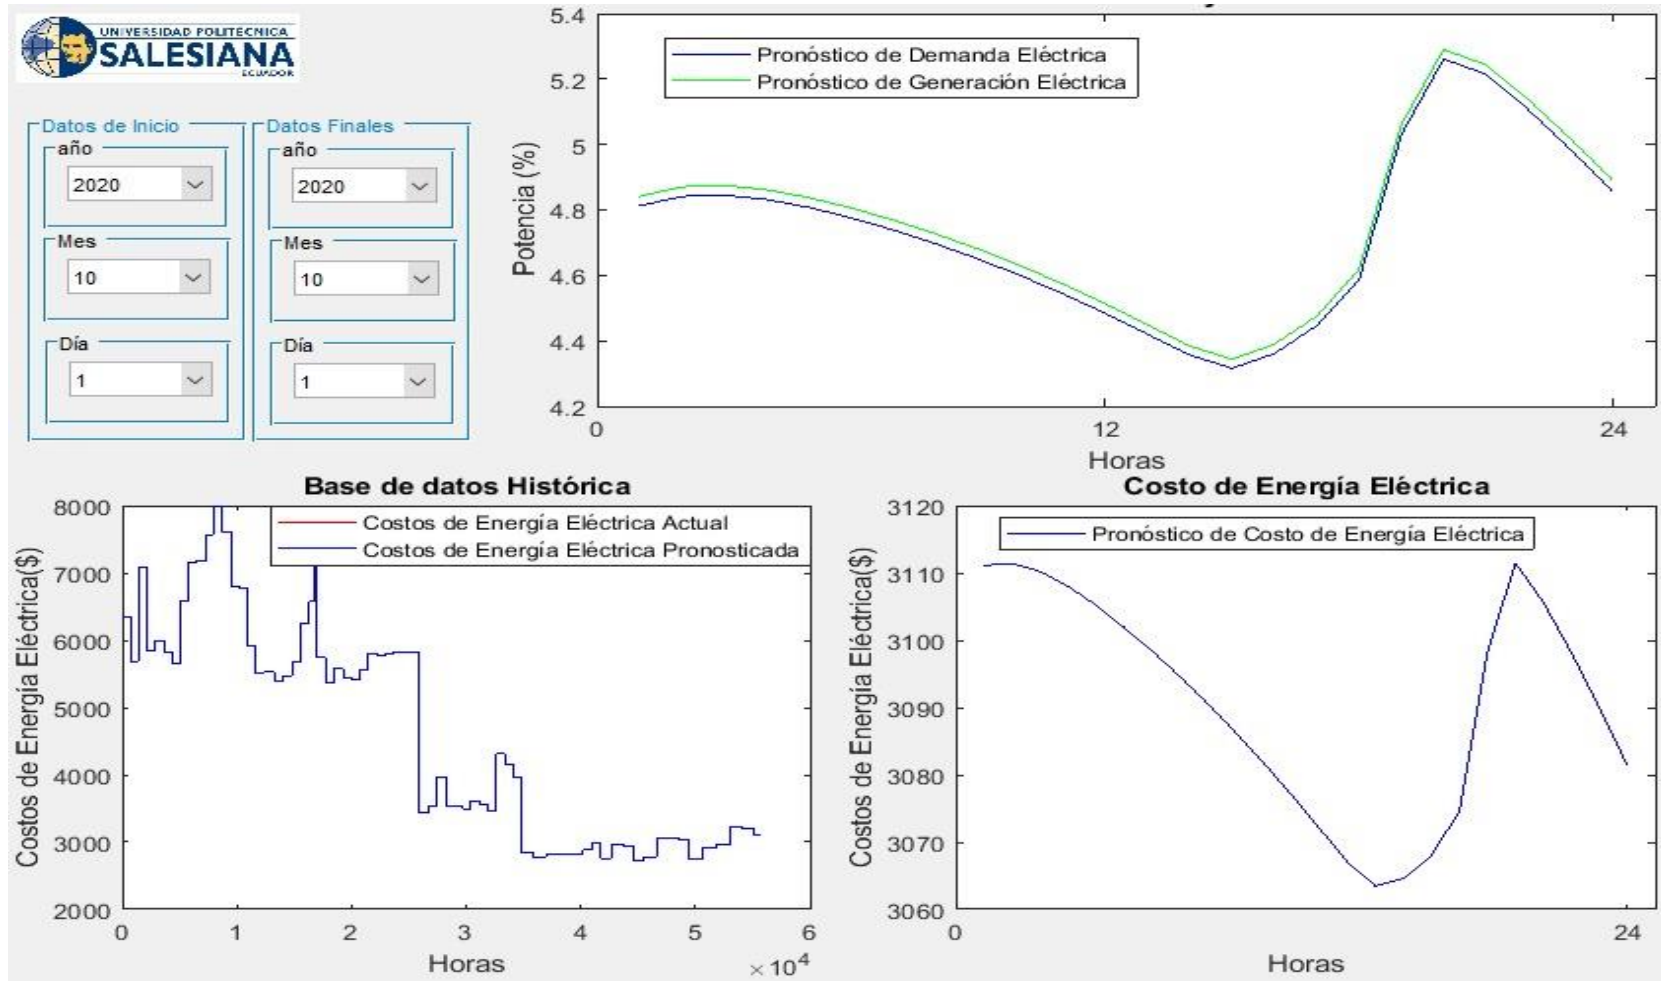 UNIVERSIDAD POLITÉCNICA
SALESIANA
ECUADOR
Datos de Inicio
año
2020
Mes
10
Día
1
Datos Finales
año
2020
Mes
10
Día
1
Pronóstico de Demanda Eléctrica
Pronóstico de Generación Eléctrica
Potencia (%)
5.4
5.2
5
4.8
4.6
4.4
4.2
0 12 24
Horas
Base de datos Histórica
Costos de Energía Eléctrica Actual
Costos de Energía Eléctrica Pronosticada
Costos de Energía Eléctrica($)
8000
7000
6000
5000
4000
3000
2000
0 1 2 3 4 5 6
Horas
×10⁴
Costo de Energía Eléctrica
Pronóstico de Costo de Energía Eléctrica
Costos de Energía Eléctrica($)
3120
3110
3100
3090
3080
3070
3060
0 24
Horas